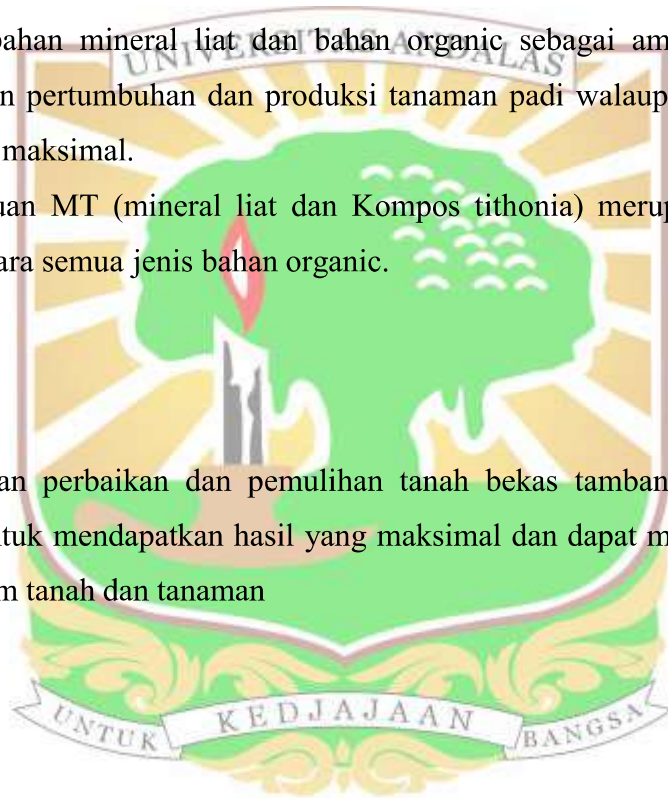 bahan mineral liat dan bahan organic sebagai am
UNIVERSITAS ANDALAS
n pertumbuhan dan produksi tanaman padi walaup
maksimal.
uan MT (mineral liat dan Kompos tithonia) merup
ara semua jenis bahan organic.
an perbaikan dan pemulihan tanah bekas tamban
tuk mendapatkan hasil yang maksimal dan dapat m
m tanah dan tanaman
UNTUK KEDJAJAAN BANGSA